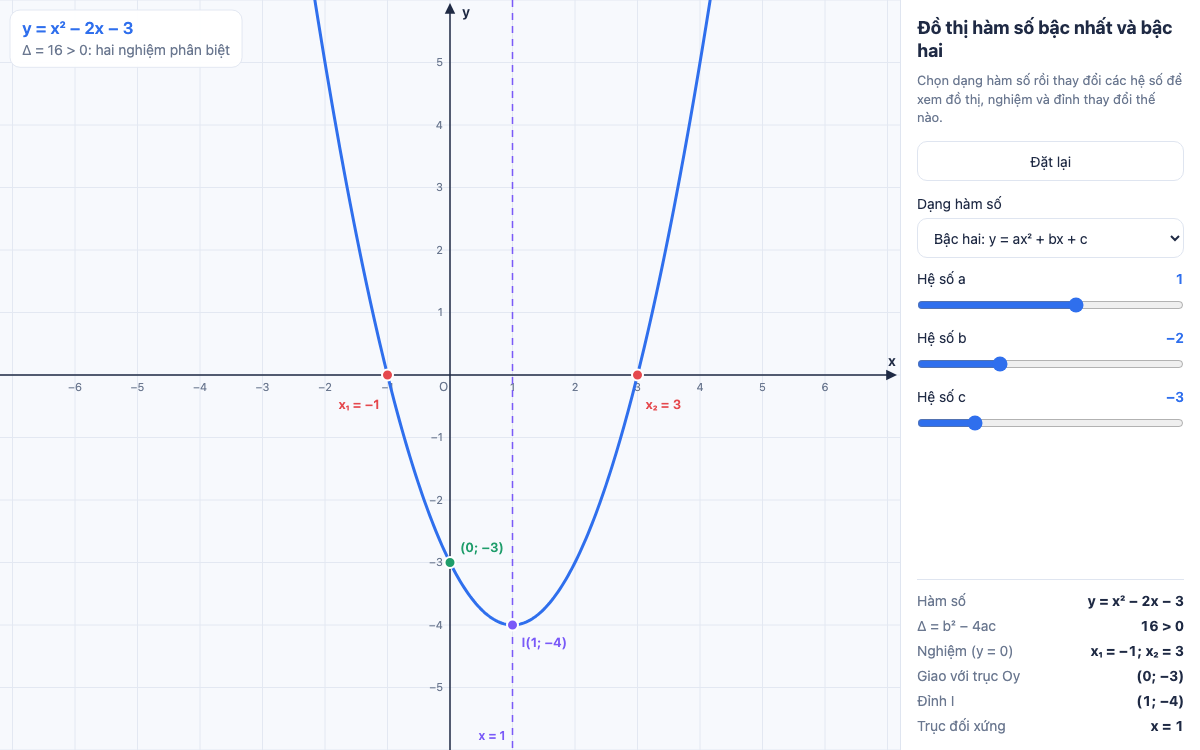 y = x² − 2x − 3
Δ = 16 > 0: hai nghiệm phân biệt
y
5
4
3
2
1
x
−6
−5
−4
−3
−2
O
1
2
3
4
5
6
x₁ = −1
x₂ = 3
−1
−2
(0; −3)
−3
−4
I(1; −4)
−5
x = 1
Đồ thị hàm số bậc nhất và bậc
hai
Chọn dạng hàm số rồi thay đổi các hệ số để
xem đồ thị, nghiệm và đỉnh thay đổi thế
nào.
Đặt lại
Dạng hàm số
Bậc hai: y = ax² + bx + c
Hệ số a 1
Hệ số b −2
Hệ số c −3
Hàm số y = x² − 2x − 3
Δ = b² − 4ac 16 > 0
Nghiệm (y = 0) x₁ = −1; x₂ = 3
Giao với trục Oy (0; −3)
Đỉnh I (1; −4)
Trục đối xứng x = 1